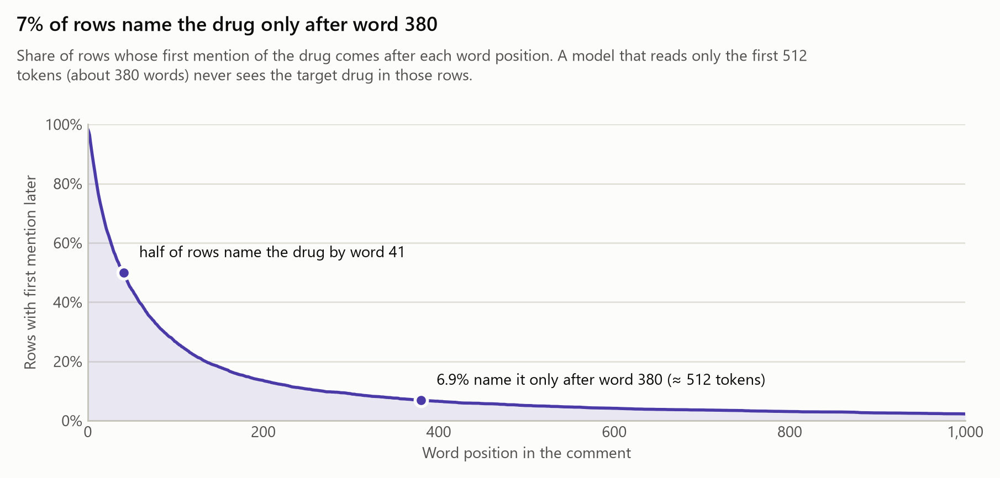 7% of rows name the drug only after word 380
Share of rows whose first mention of the drug comes after each word position. A model that reads only the first 512
tokens (about 380 words) never sees the target drug in those rows.
Rows with first mention later
100%
80%
60%
40%
20%
0%
half of rows name the drug by word 41
6.9% name it only after word 380 (≈ 512 tokens)
0
200
400
600
800
1,000
Word position in the comment